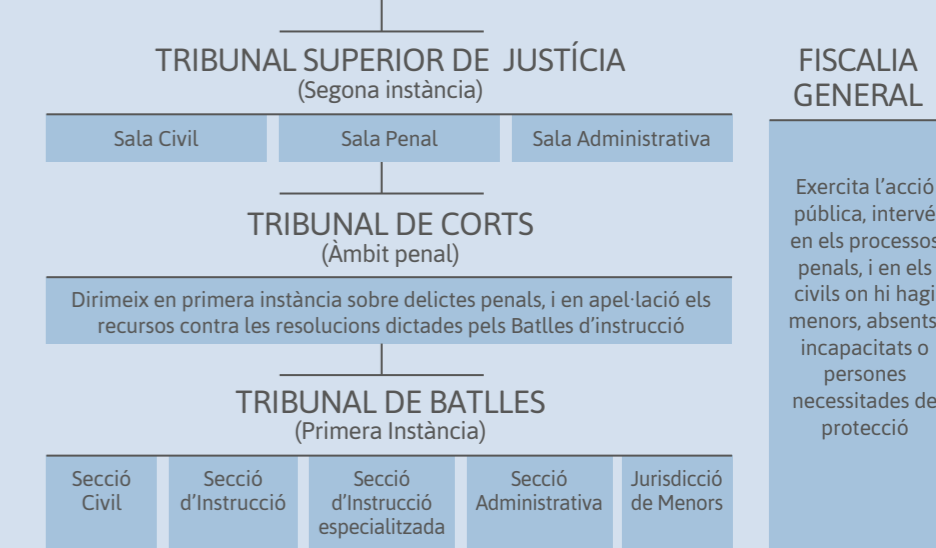 TRIBUNAL SUPERIOR DE JUSTÍCIA
(Segona instància)
Sala Civil
Sala Penal
Sala Administrativa
TRIBUNAL DE CORTS
(Àmbit penal)
Dirimeix en primera instància sobre delictes penals, i en apel·lació els
recursos contra les resolucions dictades pels Batlles d'instrucció
TRIBUNAL DE BATLLES
(Primera Instància)
Secció
Civil
Secció
d'Instrucció
Secció
d'Instrucció
especialitzada
Secció
Administrativa
Jurisdicció
de Menors
FISCALIA
GENERAL
Exercita l'acció
pública, intervé
en els processos
penals, i en els
civils on hi hagi
menors, absents
incapacitats o
persones
necessitades de
protecció